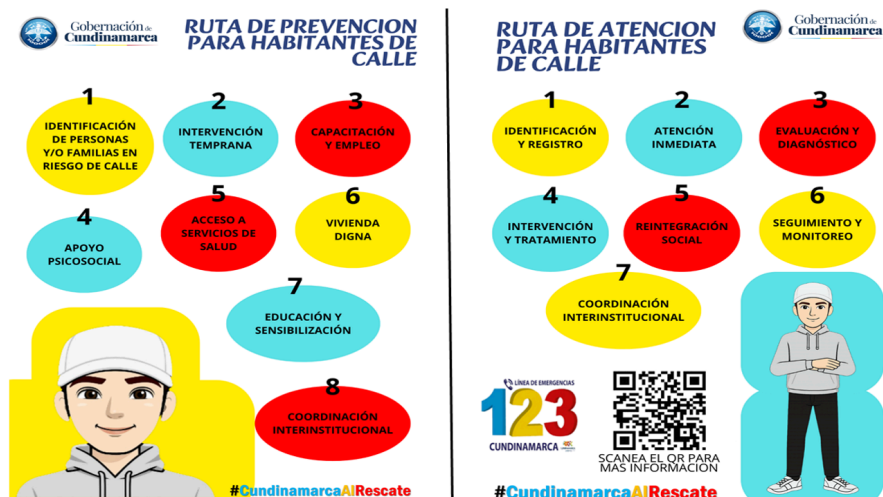 Gobernación de
Cundinamarca
RUTA DE PREVENCION
PARA HABITANTES DE
CALLE
1
IDENTIFICACIÓN
DE PERSONAS
Y/O FAMILIAS EN
RIESGO DE CALLE
2
INTERVENCIÓN
TEMPRANA
3
CAPACITACIÓN
Y EMPLEO
4
APOYO
PSICOSOCIAL
5
ACCESO A
SERVICIOS DE
SALUD
6
VIVIENDA
DIGNA
7
EDUCACIÓN Y
SENSIBILIZACIÓN
8
COORDINACIÓN
INTERINSTITUCIONAL
#CundinamarcaAlRescate
RUTA DE ATENCION
PARA HABITANTES
DE CALLE
Gobernación de
Cundinamarca
1
IDENTIFICACIÓN
Y REGISTRO
2
ATENCIÓN
INMEDIATA
3
EVALUACIÓN Y
DIAGNÓSTICO
4
INTERVENCIÓN
Y TRATAMIENTO
5
REINTEGRACIÓN
SOCIAL
6
SEGUIMIENTO Y
MONITOREO
7
COORDINACIÓN
INTERINSTITUCIONAL
LÍNEA DE EMERGENCIAS
123
CUNDINAMARCA
SCANEA EL QR PARA
MAS INFORMACION
#CundinamarcaAlRescate